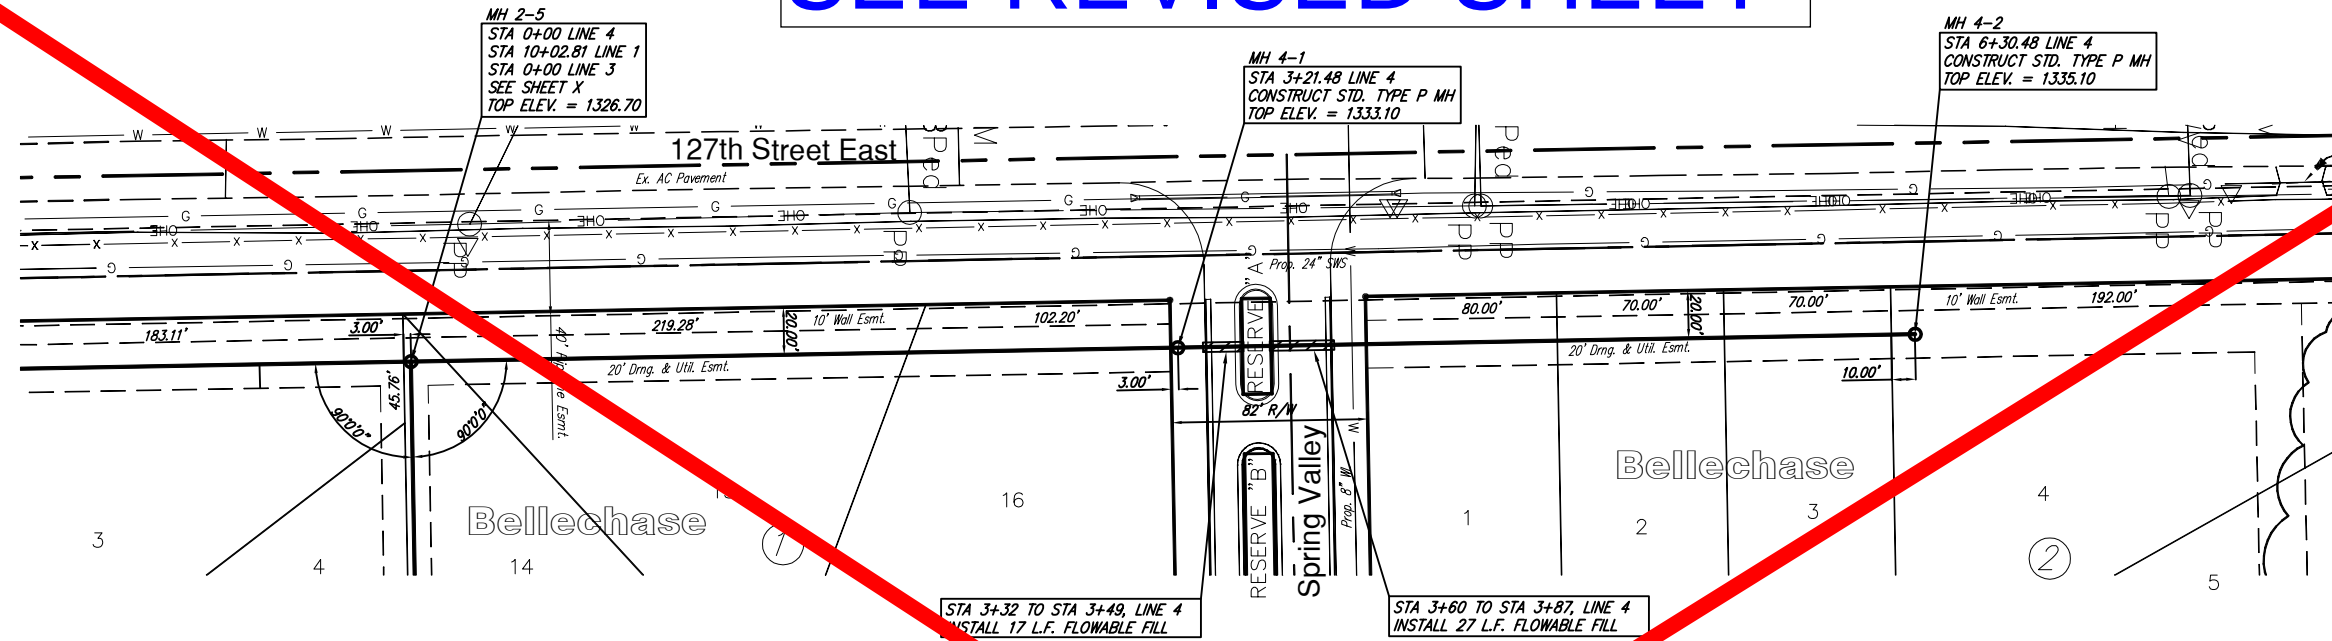 SEE REVISED SHEET
MH 2-5
STA 0+00 LINE 4
STA 10+02.81 LINE 1
STA 0+00 LINE 3
SEE SHEET X
TOP ELEV. = 1326.70
MH 4-1
STA 3+21.48 LINE 4
CONSTRUCT STD. TYPE P MH
TOP ELEV. = 1333.10
MH 4-2
STA 6+30.48 LINE 4
CONSTRUCT STD. TYPE P MH
TOP ELEV. = 1335.10
127th Street East
Ex. AC Pavement
Prop. 24" SWS
183.11'
3.00'
219.28'
20.00'
10' Wall Esmt.
102.20'
80.00'
70.00'
20.00'
70.00'
10' Wall Esmt.
192.00'
20' Drng. & Util. Esmt.
20' Drng. & Util. Esmt.
45.76'
90°0'0"
90°0'0"
3.00'
10.00'
82' R/W
RESERVE "A"
RESERVE "B"
Spring Valley
Prop. 8" W
Bellechase
Bellechase
3
4
14
16
1
1
2
3
4
2
5
STA 3+32 TO STA 3+49, LINE 4
INSTALL 17 L.F. FLOWABLE FILL
STA 3+60 TO STA 3+87, LINE 4
INSTALL 27 L.F. FLOWABLE FILL